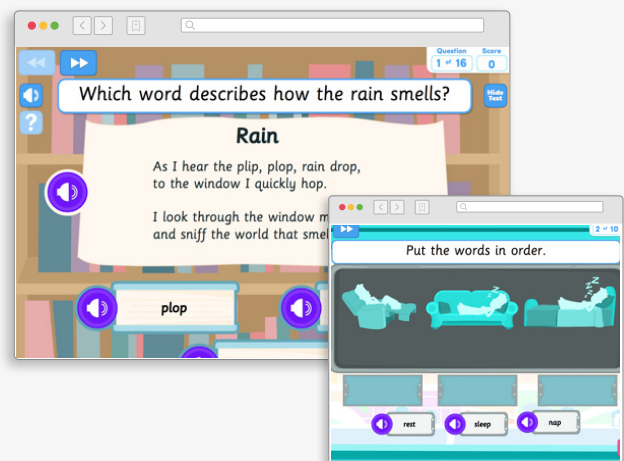 Question
Score
1 of 16
0
Which word describes how the rain smells?
Hide
Text
?
Rain
As I hear the plip, plop, rain drop,
to the window I quickly hop.
I look through the window
and sniff the world that
plop
2 of 10
Put the words in order.
z z z
z z z
rest
sleep
nap